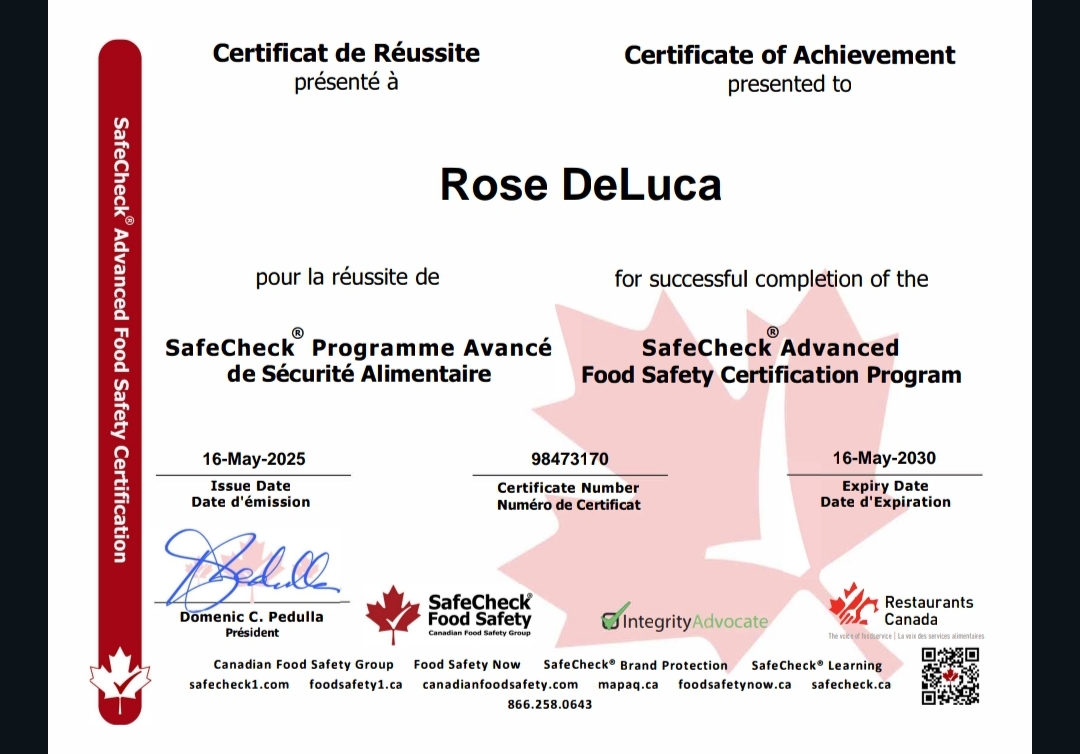 Certificat de Réussite
présenté à
Certificate of Achievement
presented to
Rose DeLuca
pour la réussite de
for successful completion of the
SafeCheck® Programme Avancé
de Sécurité Alimentaire
SafeCheck® Advanced
Food Safety Certification Program
16-May-2025
Issue Date
Date d'émission
98473170
Certificate Number
Numéro de Certificat
16-May-2030
Expiry Date
Date d'Expiration
Domenic C. Pedulla
Président
SafeCheck®
Food Safety
Canadian Food Safety Group
IntegrityAdvocate
Restaurants
Canada
The voice of foodservice | La voix des services alimentaires
Canadian Food Safety Group Food Safety Now SafeCheck® Brand Protection SafeCheck® Learning
safecheck1.com foodsafety1.ca canadianfoodsafety.com mapaq.ca foodsafetynow.ca safecheck.ca
866.258.0643
SafeCheck® Advanced Food Safety Certification